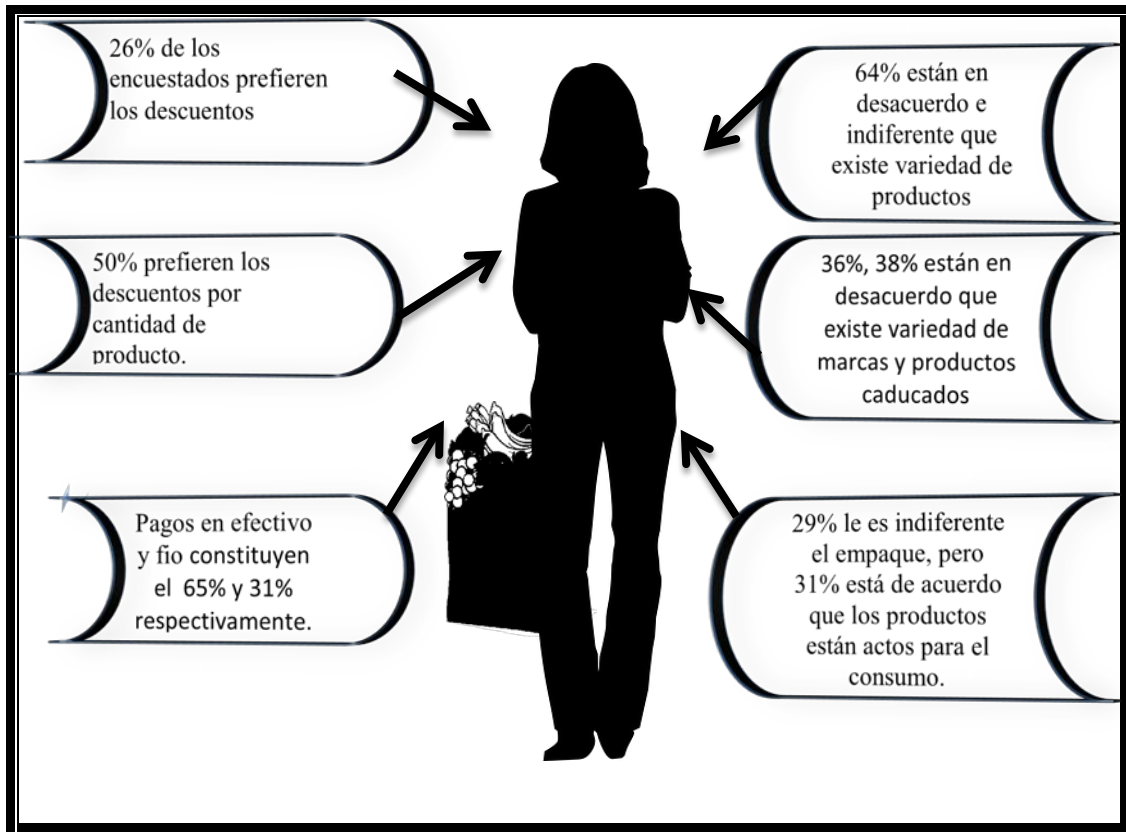 26% de los
encuestados prefieren
los descuentos
50% prefieren los
descuentos por
cantidad de
producto.
Pagos en efectivo
y fio constituyen
el 65% y 31%
respectivamente.
64% están en
desacuerdo e
indiferente que
existe variedad de
productos
36%, 38% están en
desacuerdo que
existe variedad de
marcas y productos
caducados
29% le es indiferente
el empaque, pero
31% está de acuerdo
que los productos
están actos para el
consumo.